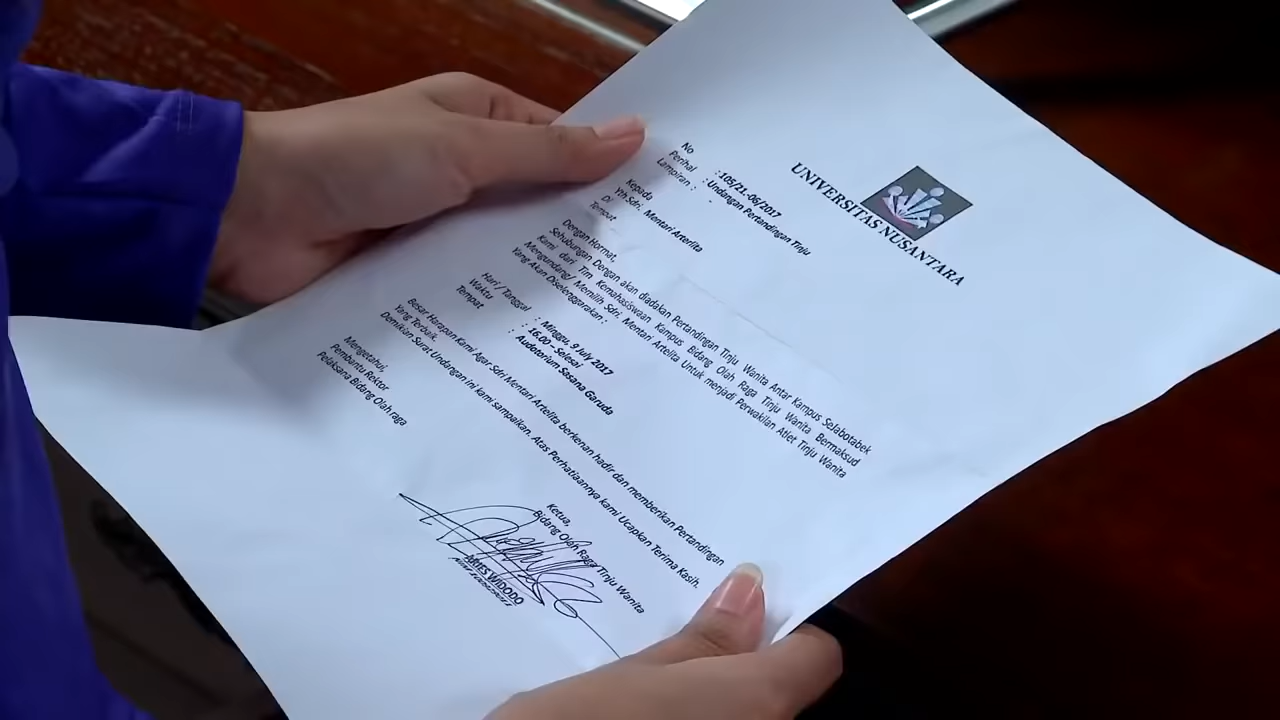 UNIVERSITAS NUSANTARA
No : 105/21-06/2017
Perihal : Undangan Pertandingan Tinju
Lampiran : -
Kepada
Yth Sdri. Mentari Arterlita
Di
Tempat
Dengan Hormat,
Sehubungan Dengan akan diadakan Pertandingan Tinju Wanita Antar Kampus Selabotabek
Kami dari Tim Kemahasiswaan Kampus Bidang Olah Raga Tinju Wanita Bermaksud
Mengundang/ Memilih Sdri. Mentari Artelita Untuk menjadi Perwakilan Atlet Tinju Wanita
Yang Akan Diselenggarakan :
Hari / Tanggal : Minggu, 9 July 2017
Waktu : 16.00 – Selesai
Tempat : Audotorium Sasana Garuda
Besar Harapan Kami Agar Sdri Mentari Artelita berkenan hadir dan memberikan Pertandingan
Yang Terbaik.
Demikian Surat Undangan ini kami sampaikan. Atas Perhatiaannya kami Ucapkan Terima Kasih.
Mengetahui,
Pembantu Rektor
Pelaksana Bidang Olah raga
Ketua,
Bidang Olah Raga Tinju Wanita
WIDODO